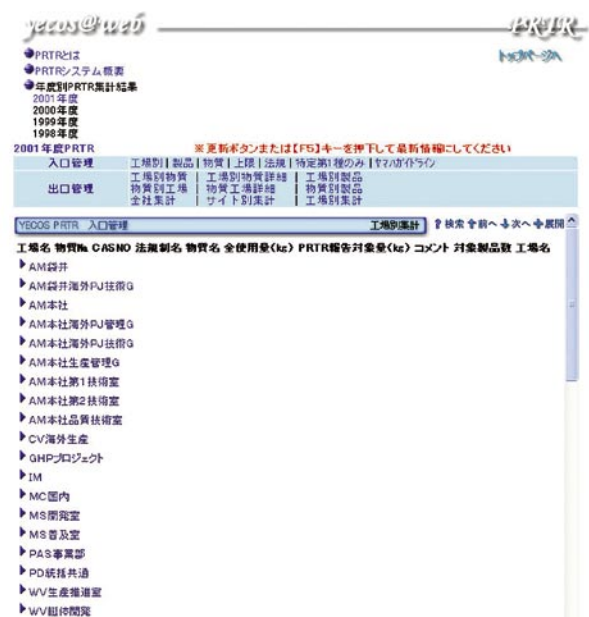 yecos@web
PRTR
PRTRとは
トップページへ
PRTRシステム概要
年度別PRTR集計結果
2001年度
2000年度
1999年度
1998年度
2001年度PRTR ※更新ボタンまたは【F5】キーを押下して最新情報にしてください
入口管理 工場別 | 製品 | 物質 | 上限 | 法規 | 特定第1種のみ | ヤマハガイドライン
出口管理
工場別物質 | 工場別物質詳細 | 工場別製品
物質別工場 | 物質工場詳細 | 物質別製品
全社集計 | サイト別集計 | 工場別集計
YECOS PRTR 入口管理 工場別集計 検索 前へ 次へ 展開
工場名 物質№ CASNO 法規制名 物質名 全使用量(kg) PRTR報告対象量(kg) コメント 対象製品数 工場名
AM袋井
AM袋井海外PJ技術G
AM本社
AM本社海外PJ管理G
AM本社海外PJ技術G
AM本社生産管理G
AM本社第1技術室
AM本社第2技術室
AM本社品質技術室
CV海外生産
GHPプロジェクト
IM
MC国内
MS開発室
MS普及室
PAS事業部
PD統括共通
WV生産推進室
WV艇体開発